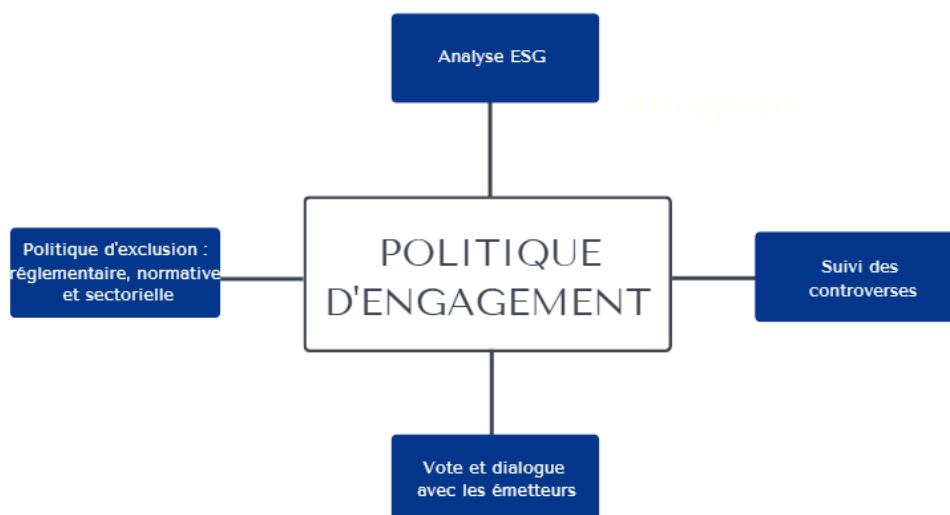 Analyse ESG
Politique d'exclusion :
réglementaire, normative
et sectorielle
POLITIQUE
D'ENGAGEMENT
Suivi des
controverses
Vote et dialogue
avec les émetteurs